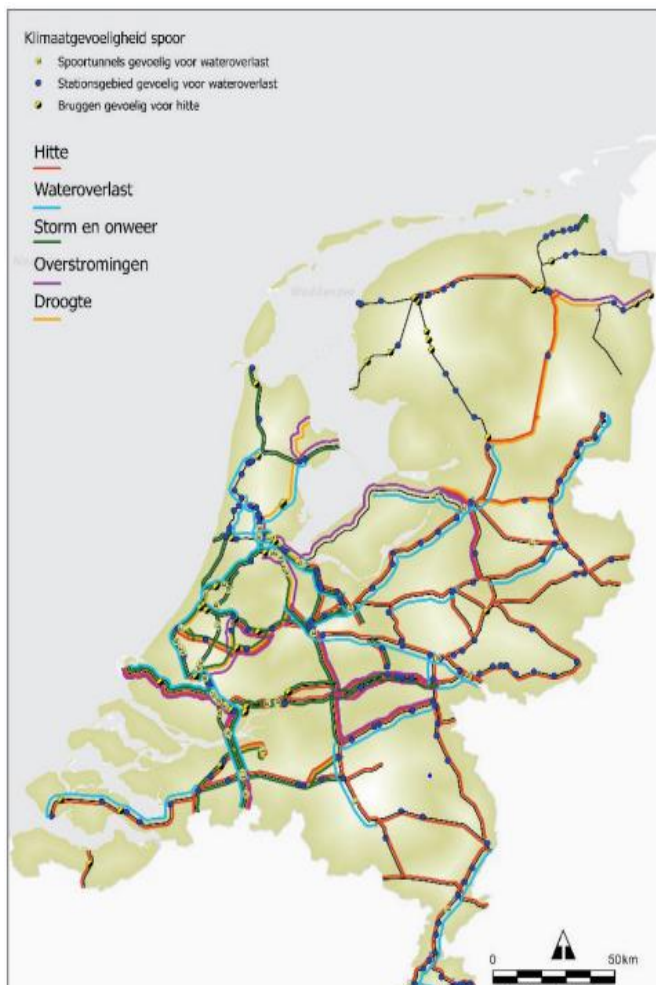 Klimaatgevoeligheid spoor
Spoortunnels gevoelig voor wateroverlast
Stationsgebied gevoelig voor wateroverlast
Bruggen gevoelig voor hitte
Hitte
Wateroverlast
Storm en onweer
Overstromingen
Droogte
0 50km